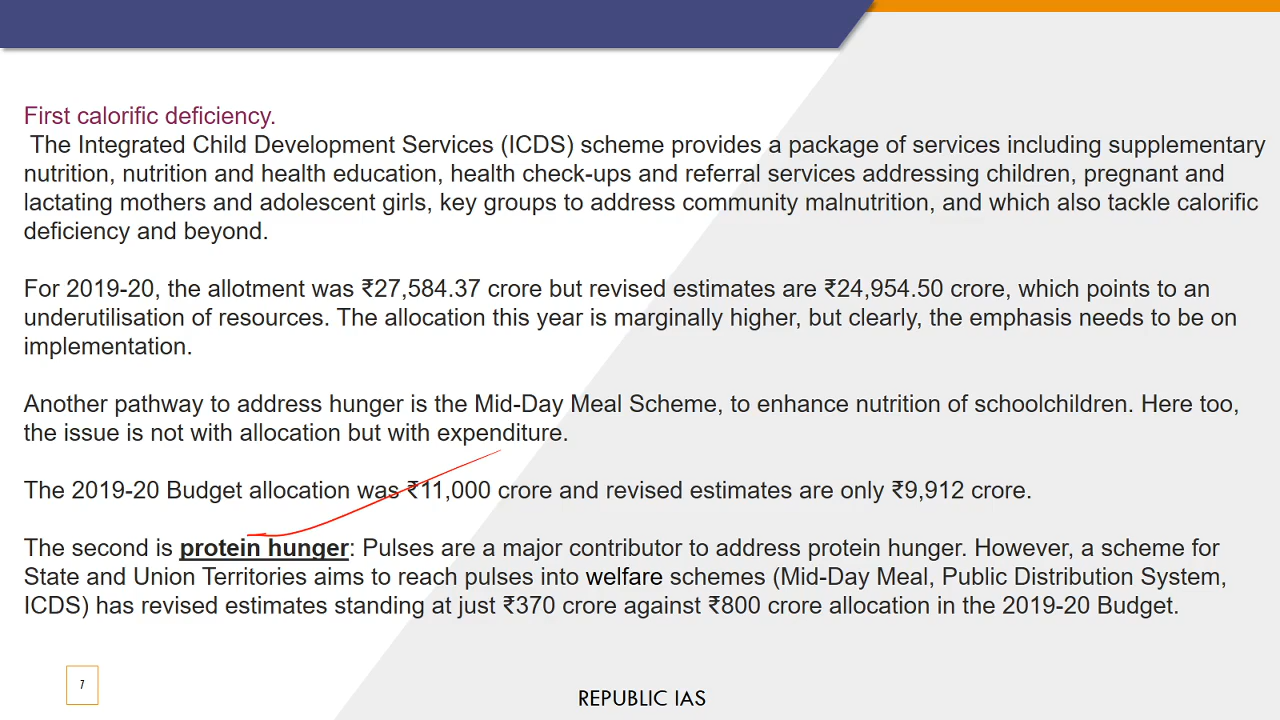 First calorific deficiency.
The Integrated Child Development Services (ICDS) scheme provides a package of services including supplementary
nutrition, nutrition and health education, health check-ups and referral services addressing children, pregnant and
lactating mothers and adolescent girls, key groups to address community malnutrition, and which also tackle calorific
deficiency and beyond.
For 2019-20, the allotment was ₹27,584.37 crore but revised estimates are ₹24,954.50 crore, which points to an
underutilisation of resources. The allocation this year is marginally higher, but clearly, the emphasis needs to be on
implementation.
Another pathway to address hunger is the Mid-Day Meal Scheme, to enhance nutrition of schoolchildren. Here too,
the issue is not with allocation but with expenditure.
The 2019-20 Budget allocation was ₹11,000 crore and revised estimates are only ₹9,912 crore.
The second is protein hunger: Pulses are a major contributor to address protein hunger. However, a scheme for
State and Union Territories aims to reach pulses into welfare schemes (Mid-Day Meal, Public Distribution System,
ICDS) has revised estimates standing at just ₹370 crore against ₹800 crore allocation in the 2019-20 Budget.
7
REPUBLIC IAS